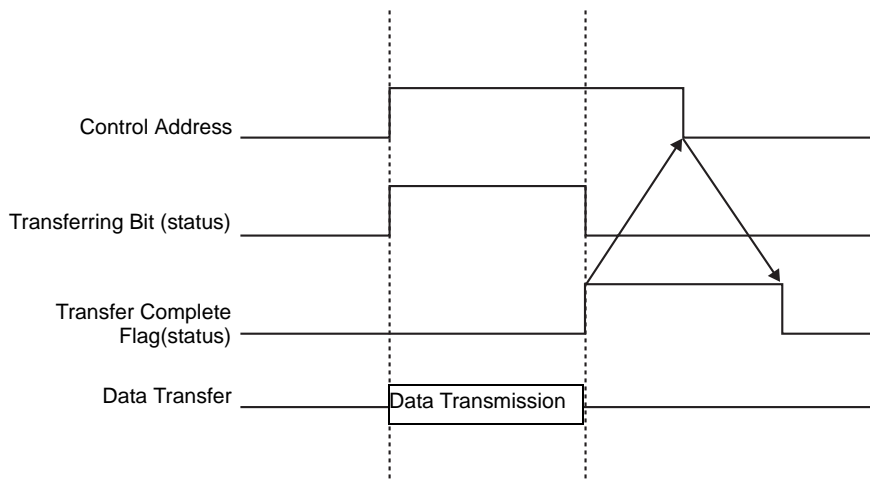 Control Address
Transferring Bit (status)
Transfer Complete
Flag(status)
Data Transfer
Data Transmission